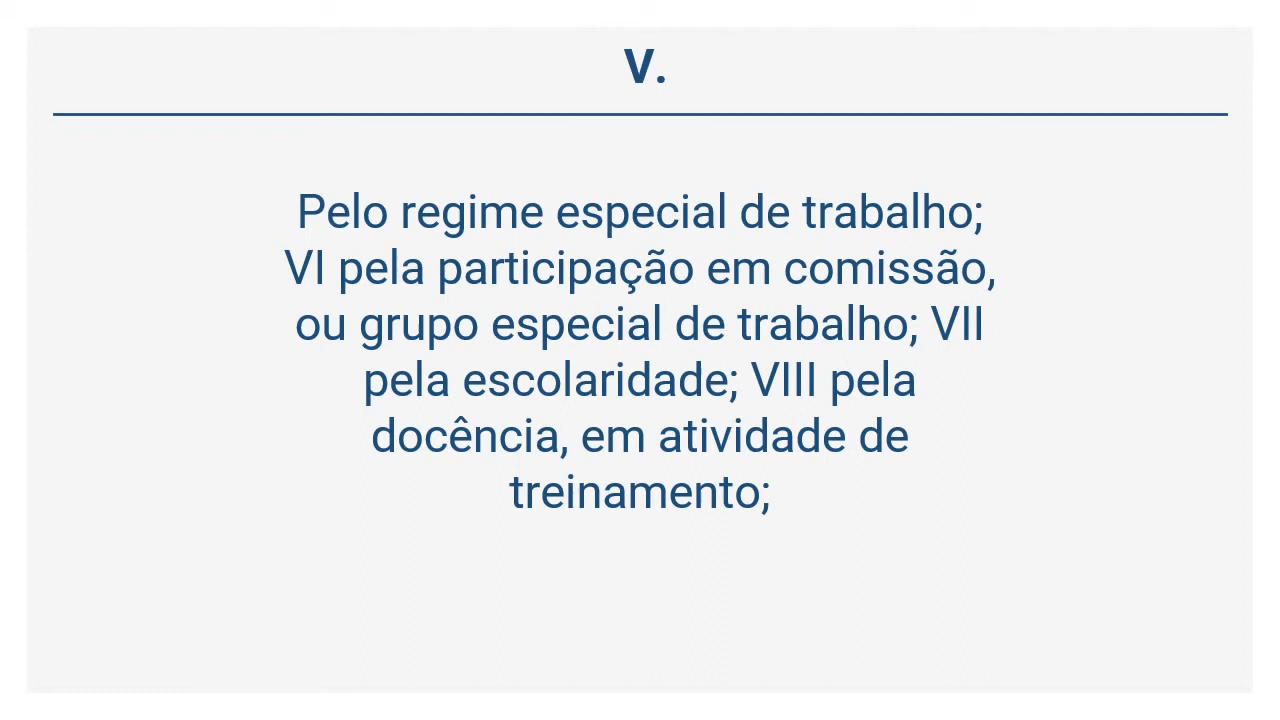 V.
Pelo regime especial de trabalho;
VI pela participação em comissão,
ou grupo especial de trabalho; VII
pela escolaridade; VIII pela
docência, em atividade de
treinamento;